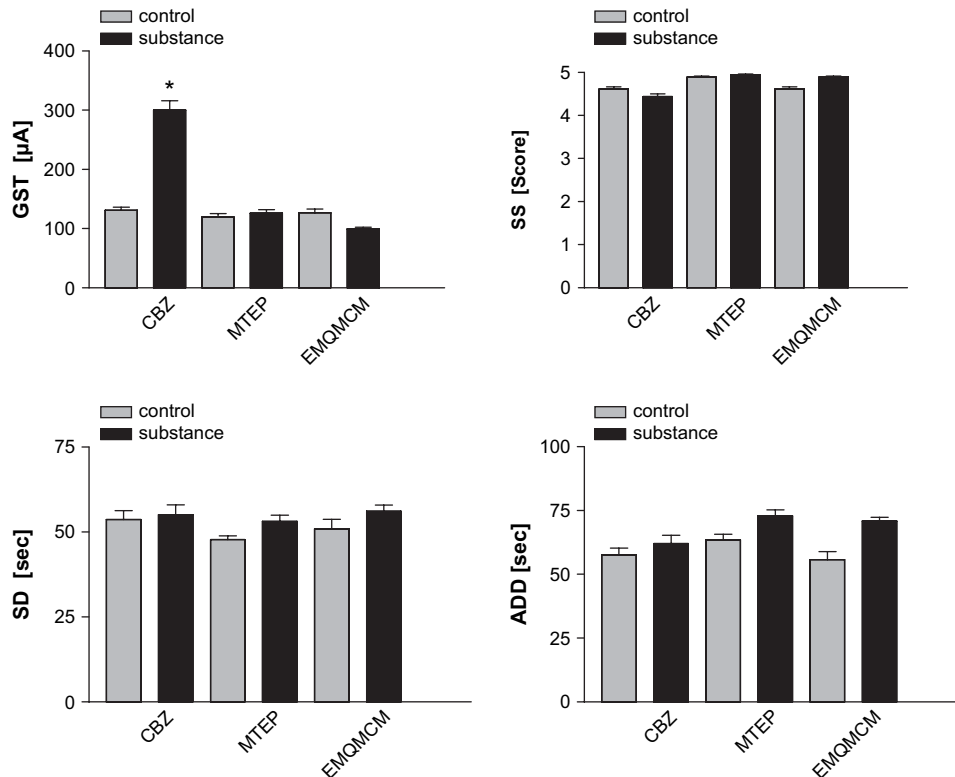 control
substance
400
300
200
100
0
GST [µA]
*
CBZ
MTEP
EMQMCM
control
substance
5
4
3
2
1
0
SS [Score]
CBZ
MTEP
EMQMCM
control
substance
75
50
25
0
SD [sec]
CBZ
MTEP
EMQMCM
control
substance
100
75
50
25
0
ADD [sec]
CBZ
MTEP
EMQMCM